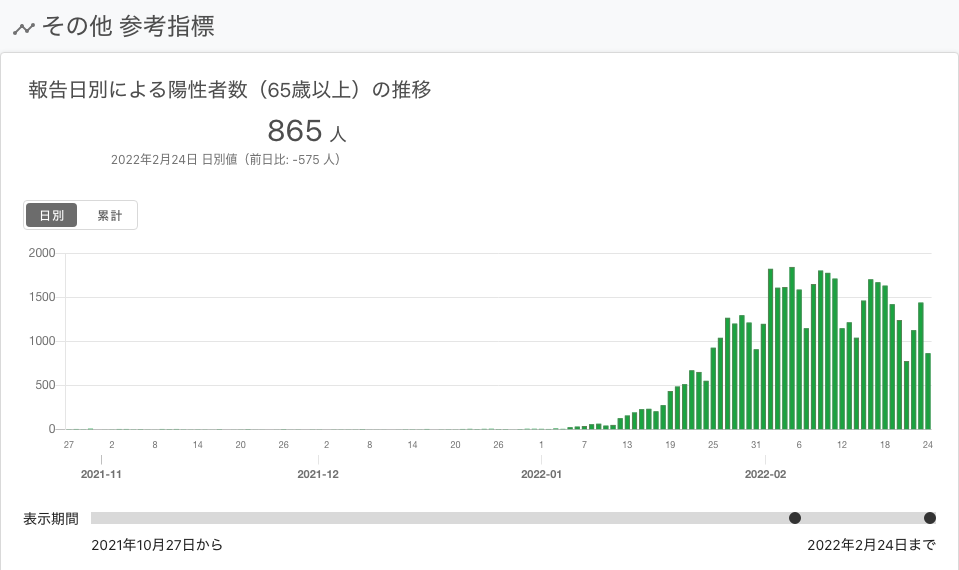 その他 参考指標
報告日別による陽性者数（65歳以上）の推移
865 人
2022年2月24日 日別値（前日比: -575 人）
日別 累計
2000
1500
1000
500
0
27 2 8 14 20 26 2 8 14 20 26 1 7 13 19 25 31 6 12 18 24
2021-11 2021-12 2022-01 2022-02
表示期間
2021年10月27日から 2022年2月24日まで